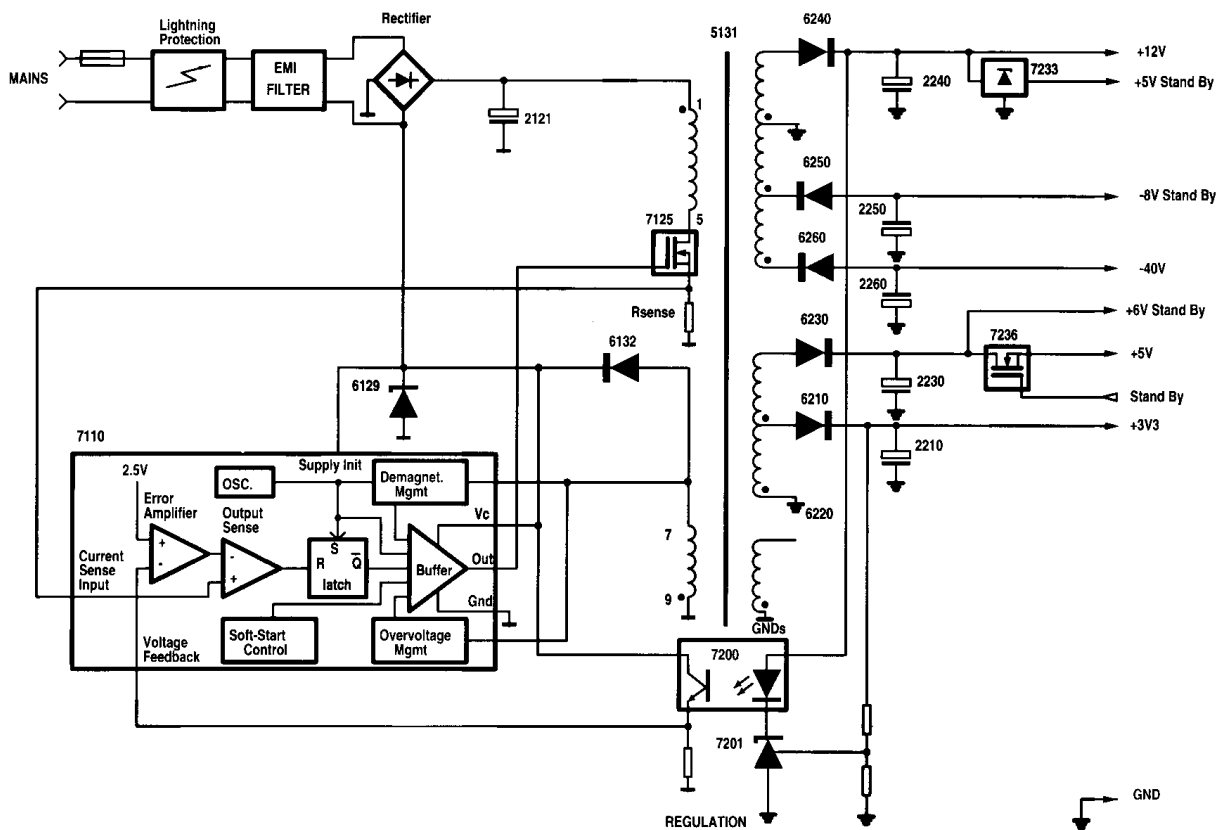 Lightning
Protection
Rectifier
MAINS
EMI
FILTER
2121
1
5
7125
Rsense
5131
6240
+12V
2240
7233
+5V Stand By
6250
2250
-8V Stand By
6260
2260
-40V
+6V Stand By
6230
7236
+5V
2230
Stand By
6210
+3V3
2210
6220
6132
6129
7110
2.5V
Supply Init
OSC.
Demagnet.
Mgmt
Error
Amplifier
Output
Sense
Vc
+
-
-
+
Current
Sense
Input
S
R
Q
latch
Buffer
Out
Gnd
7
9
Soft-Start
Control
Overvoltage
Mgmt
Voltage
Feedback
GNDs
7200
7201
REGULATION
GND